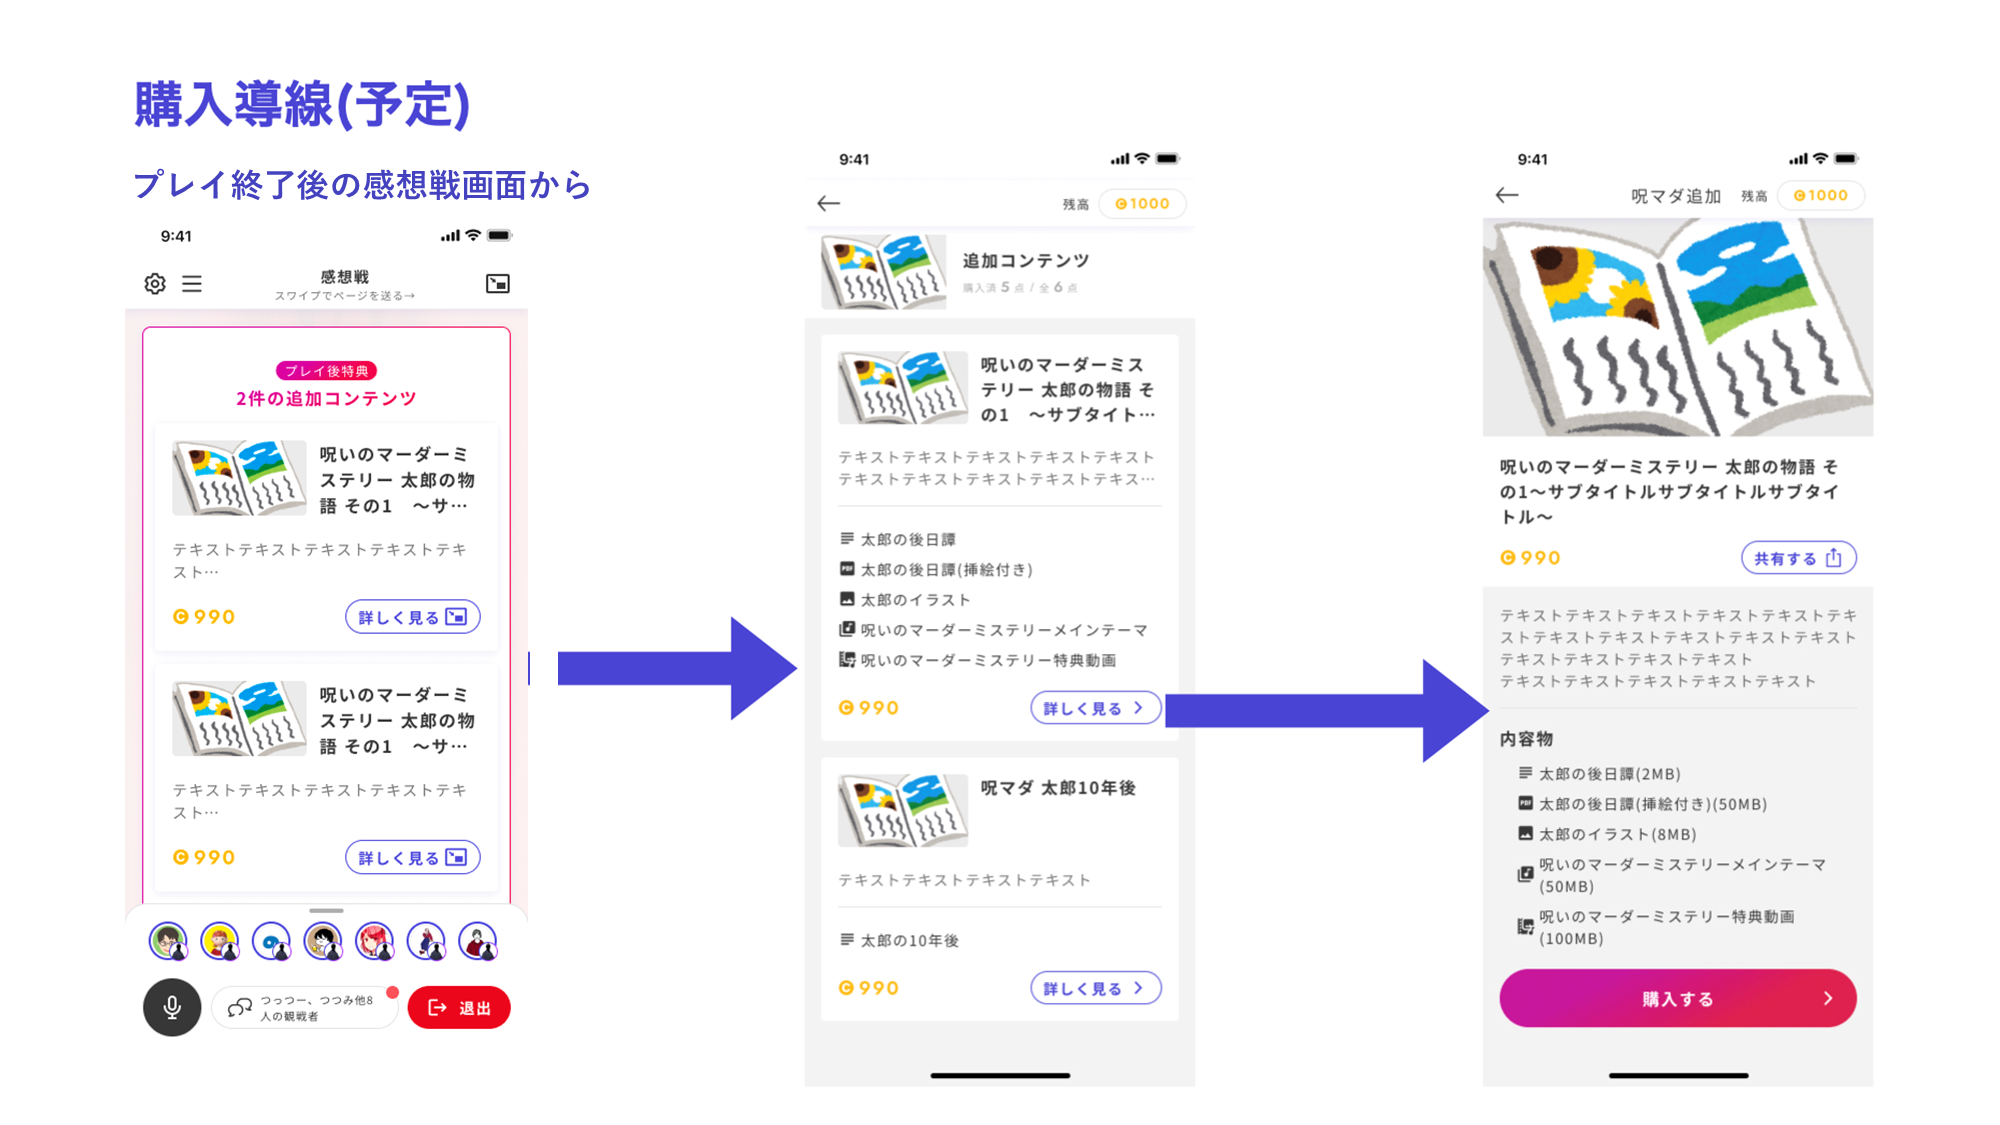 購入導線(予定)
プレイ終了後の感想戦画面から
9:41
感想戦
スワイプでページを送る→
プレイ後特典
2件の追加コンテンツ
呪いのマーダーミ
ステリー 太郎の物
語 その1　～サ…
テキストテキストテキストテキストテキ
スト…
990
詳しく見る
呪いのマーダーミ
ステリー 太郎の物
語 その1　～サ…
テキストテキストテキストテキストテキ
スト…
990
詳しく見る
つっつー、つつみ他8
人の観戦者
退出
9:41
残高
1000
追加コンテンツ
購入済 5 点 / 全 6 点
呪いのマーダーミス
テリー 太郎の物語 そ
の1　～サブタイト…
テキストテキストテキストテキストテキスト
テキストテキストテキストテキストテキス…
太郎の後日譚
PDF
太郎の後日譚(挿絵付き)
太郎のイラスト
呪いのマーダーミステリーメインテーマ
呪いのマーダーミステリー特典動画
990
詳しく見る
呪マダ 太郎10年後
テキストテキストテキストテキスト
太郎の10年後
990
詳しく見る
9:41
呪マダ追加
残高
1000
呪いのマーダーミステリー 太郎の物語 そ
の1～サブタイトルサブタイトルサブタイ
トル～
990
共有する
テキストテキストテキストテキストテキストテキ
ストテキストテキストテキストテキストテキスト
テキストテキストテキストテキスト
テキストテキストテキストテキストテキスト
内容物
太郎の後日譚(2MB)
PDF
太郎の後日譚(挿絵付き)(50MB)
太郎のイラスト(8MB)
呪いのマーダーミステリーメインテーマ
(50MB)
呪いのマーダーミステリー特典動画
(100MB)
購入する